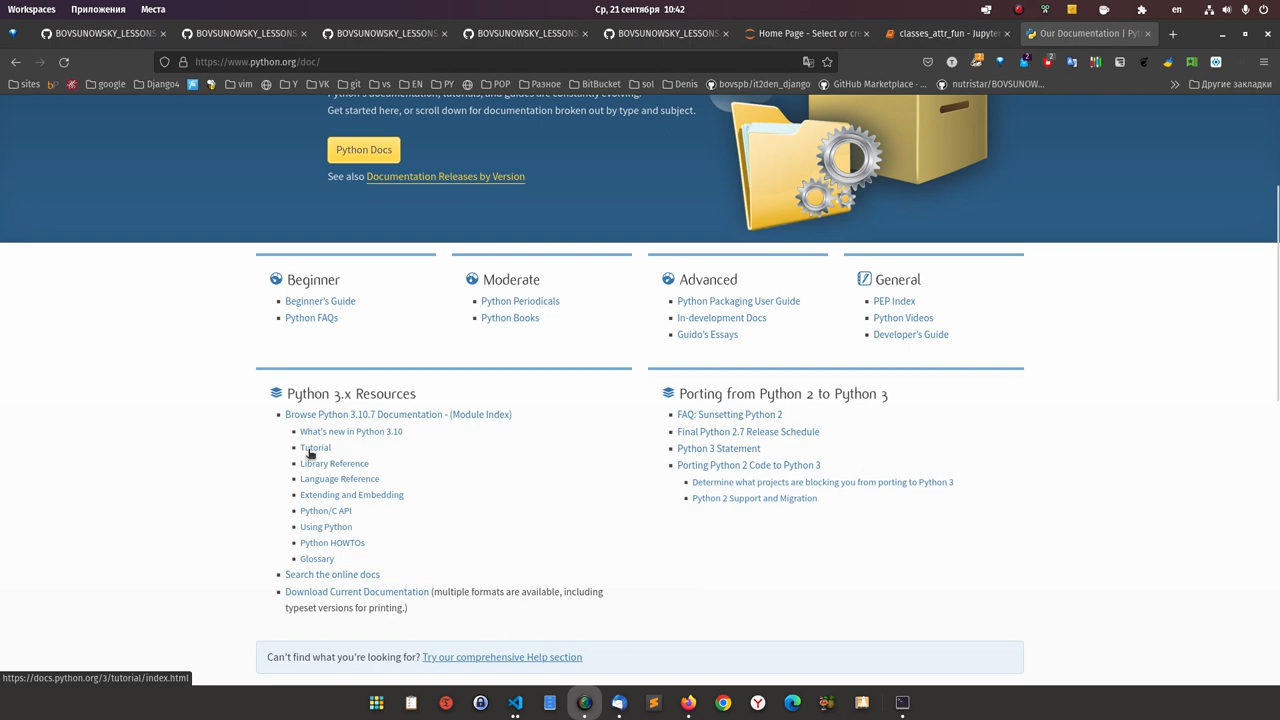 Workspaces Приложения Места Ср, 21 сентября 10:42 en
BOVSUNOWSKY_LESSONS BOVSUNOWSKY_LESSONS BOVSUNOWSKY_LESSONS BOVSUNOWSKY_LESSONS BOVSUNOWSKY_LESSONS Home Page - Select or cre classes_attr_fun - Jupyter Our Documentation | Pyt
https://www.python.org/doc/
sites b google Django4 vim Y VK git vs EN PY POP Разное BitBucket sol Denis bovspb/it2den_django GitHub Marketplace · ... nutristar/BOVSUNOW... Другие закладки
Python's documentation, tutorials, and guides are constantly evolving.
Get started here, or scroll down for documentation broken out by type and subject.
Python Docs
See also Documentation Releases by Version
Beginner
Beginner's Guide
Python FAQs
Moderate
Python Periodicals
Python Books
Advanced
Python Packaging User Guide
In-development Docs
Guido's Essays
General
PEP Index
Python Videos
Developer's Guide
Python 3.x Resources
Browse Python 3.10.7 Documentation - (Module Index)
What's new in Python 3.10
Tutorial
Library Reference
Language Reference
Extending and Embedding
Python/C API
Using Python
Python HOWTOs
Glossary
Search the online docs
Download Current Documentation (multiple formats are available, including
typeset versions for printing.)
Porting from Python 2 to Python 3
FAQ: Sunsetting Python 2
Final Python 2.7 Release Schedule
Python 3 Statement
Porting Python 2 Code to Python 3
Determine what projects are blocking you from porting to Python 3
Python 2 Support and Migration
Can't find what you're looking for? Try our comprehensive Help section
https://docs.python.org/3/tutorial/index.html